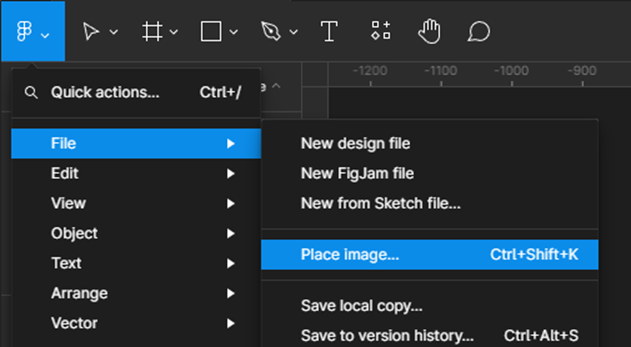 Quick actions... Ctrl+/
-1200 -1100 -1000 -900
File
Edit
View
Object
Text
Arrange
Vector
New design file
New FigJam file
New from Sketch file...
Place image... Ctrl+Shift+K
Save local copy...
Save to version history... Ctrl+Alt+S